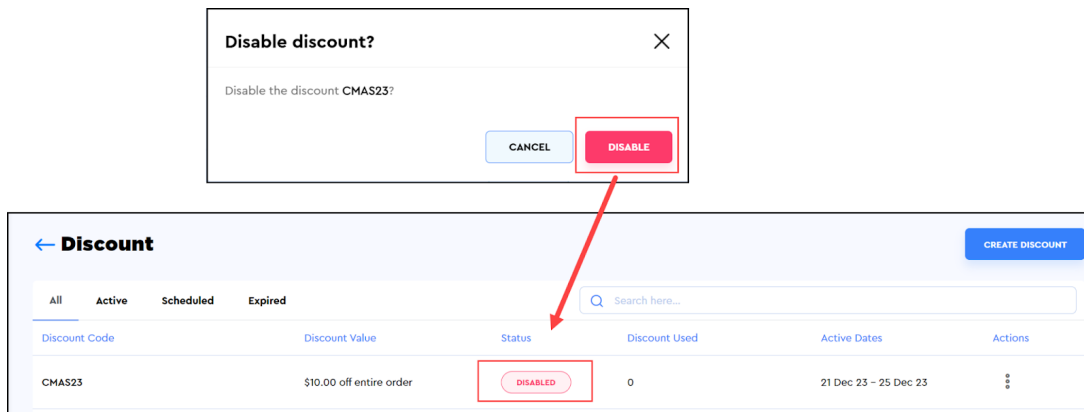 Disable discount?
Disable the discount CMAS23?
CANCEL DISABLE
Discount CREATE DISCOUNT
All Active Scheduled Expired Search here...
Discount Code Discount Value Status Discount Used Active Dates Actions
CMAS23 $10.00 off entire order DISABLED 0 21 Dec 23 - 25 Dec 23